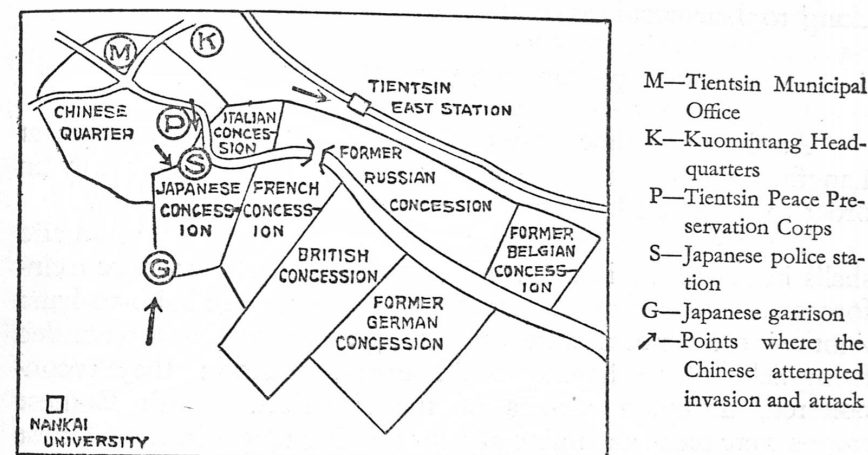 M
K
TIENTSIN
EAST STATION
CHINESE
QUARTER
P
ITALIAN
CONCES-
SION
S
FORMER
RUSSIAN
CONCESSION
JAPANESE
CONCESS-
ION
FRENCH
CONCESS-
ION
G
BRITISH
CONCESSION
FORMER
BELGIAN
CONCESS-
ION
FORMER
GERMAN
CONCESSION
NANKAI
UNIVERSITY
M—Tientsin Municipal
Office
K—Kuomintang Head-
quarters
P—Tientsin Peace Pre-
servation Corps
S—Japanese police sta-
tion
G—Japanese garrison
↗—Points where the
Chinese attempted
invasion and attack